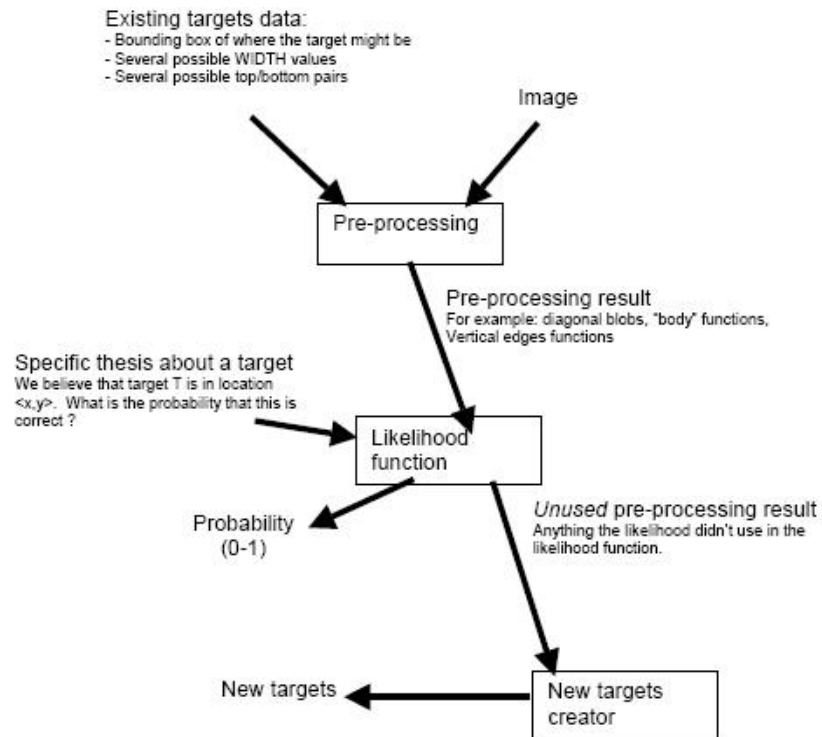 Existing targets data:
- Bounding box of where the target might be
- Several possible WIDTH values
- Several possible top/bottom pairs
Image
Pre-processing
Pre-processing result
For example: diagonal blobs, "body" functions,
Vertical edges functions
Specific thesis about a target
We believe that target T is in location
<x,y>. What is the probability that this is
correct ?
Likelihood
function
Unused pre-processing result
Anything the likelihood didn't use in the
likelihood function.
Probability
(0-1)
New targets
New targets
creator